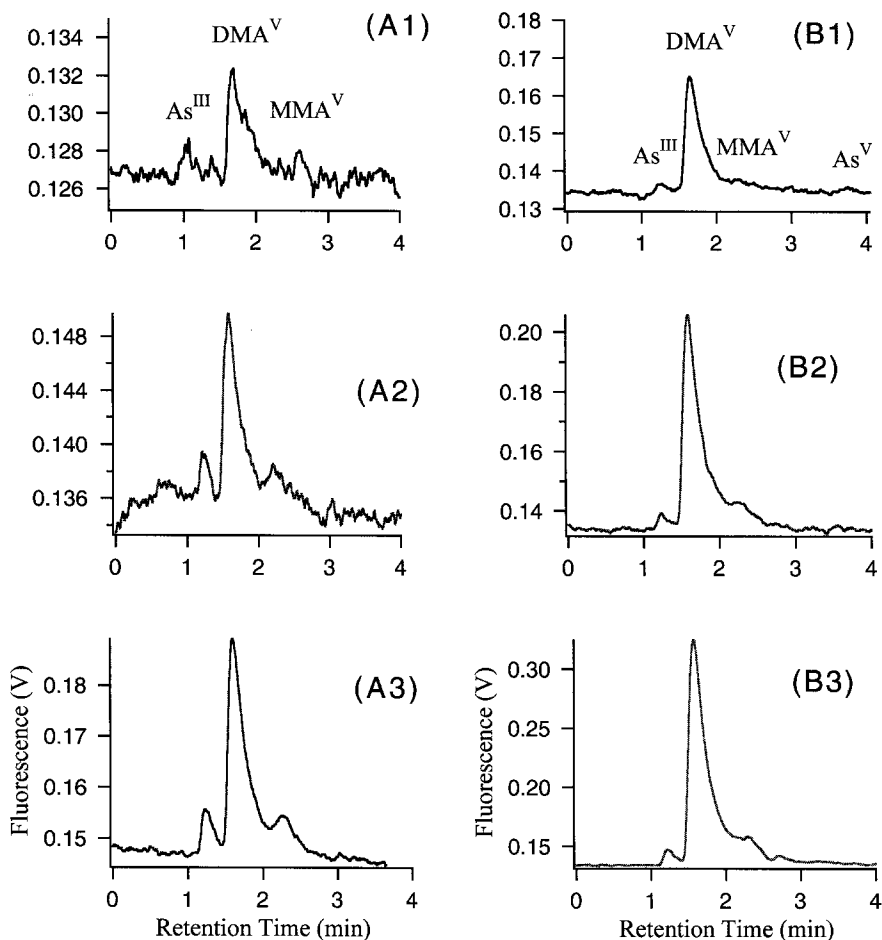 (A1)
DMA^V
As^III
MMA^V
0.134
0.132
0.130
0.128
0.126
0 1 2 3 4
(B1)
DMA^V
As^III
MMA^V
As^V
0.18
0.17
0.16
0.15
0.14
0.13
0 1 2 3 4
(A2)
0.148
0.144
0.140
0.136
0 1 2 3 4
(B2)
0.20
0.18
0.16
0.14
0 1 2 3 4
(A3)
Fluorescence (V)
0.18
0.17
0.16
0.15
0 1 2 3 4
Retention Time (min)
(B3)
Fluorescence (V)
0.30
0.25
0.20
0.15
0 1 2 3 4
Retention Time (min)